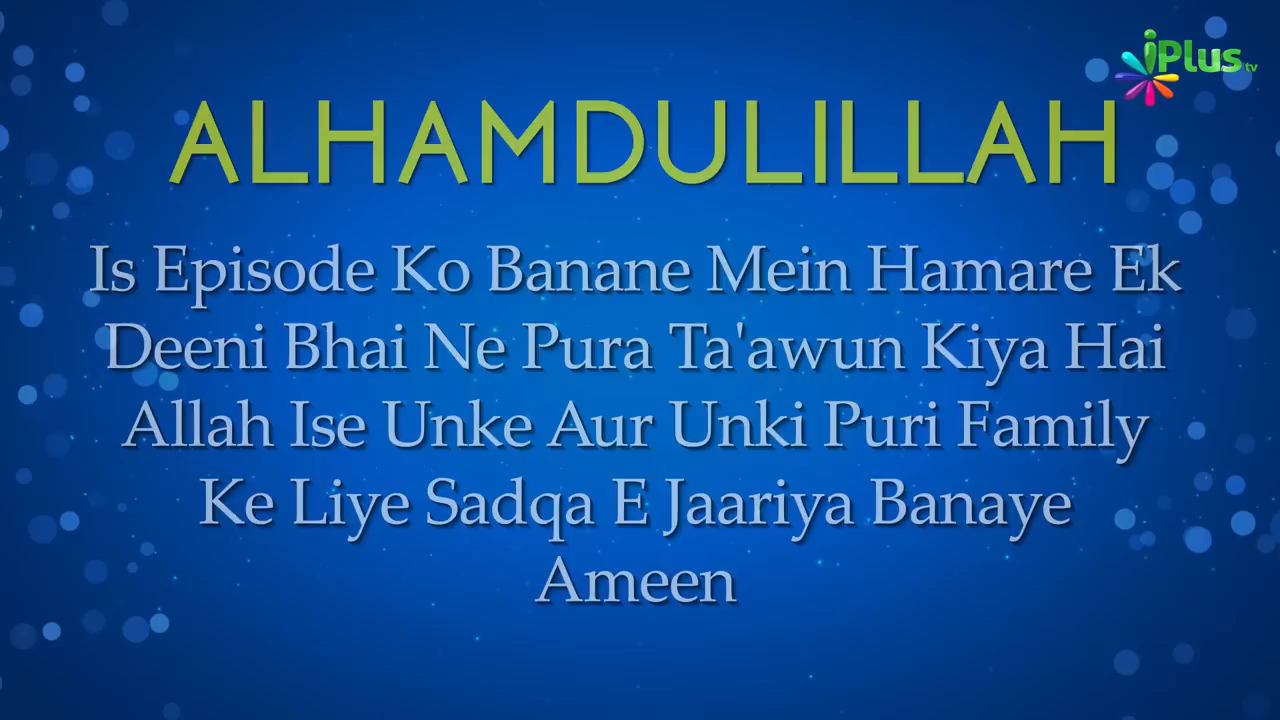 iPlus tv
ALHAMDULILLAH
Is Episode Ko Banane Mein Hamare Ek
Deeni Bhai Ne Pura Ta'awun Kiya Hai
Allah Ise Unke Aur Unki Puri Family
Ke Liye Sadqa E Jaariya Banaye
Ameen